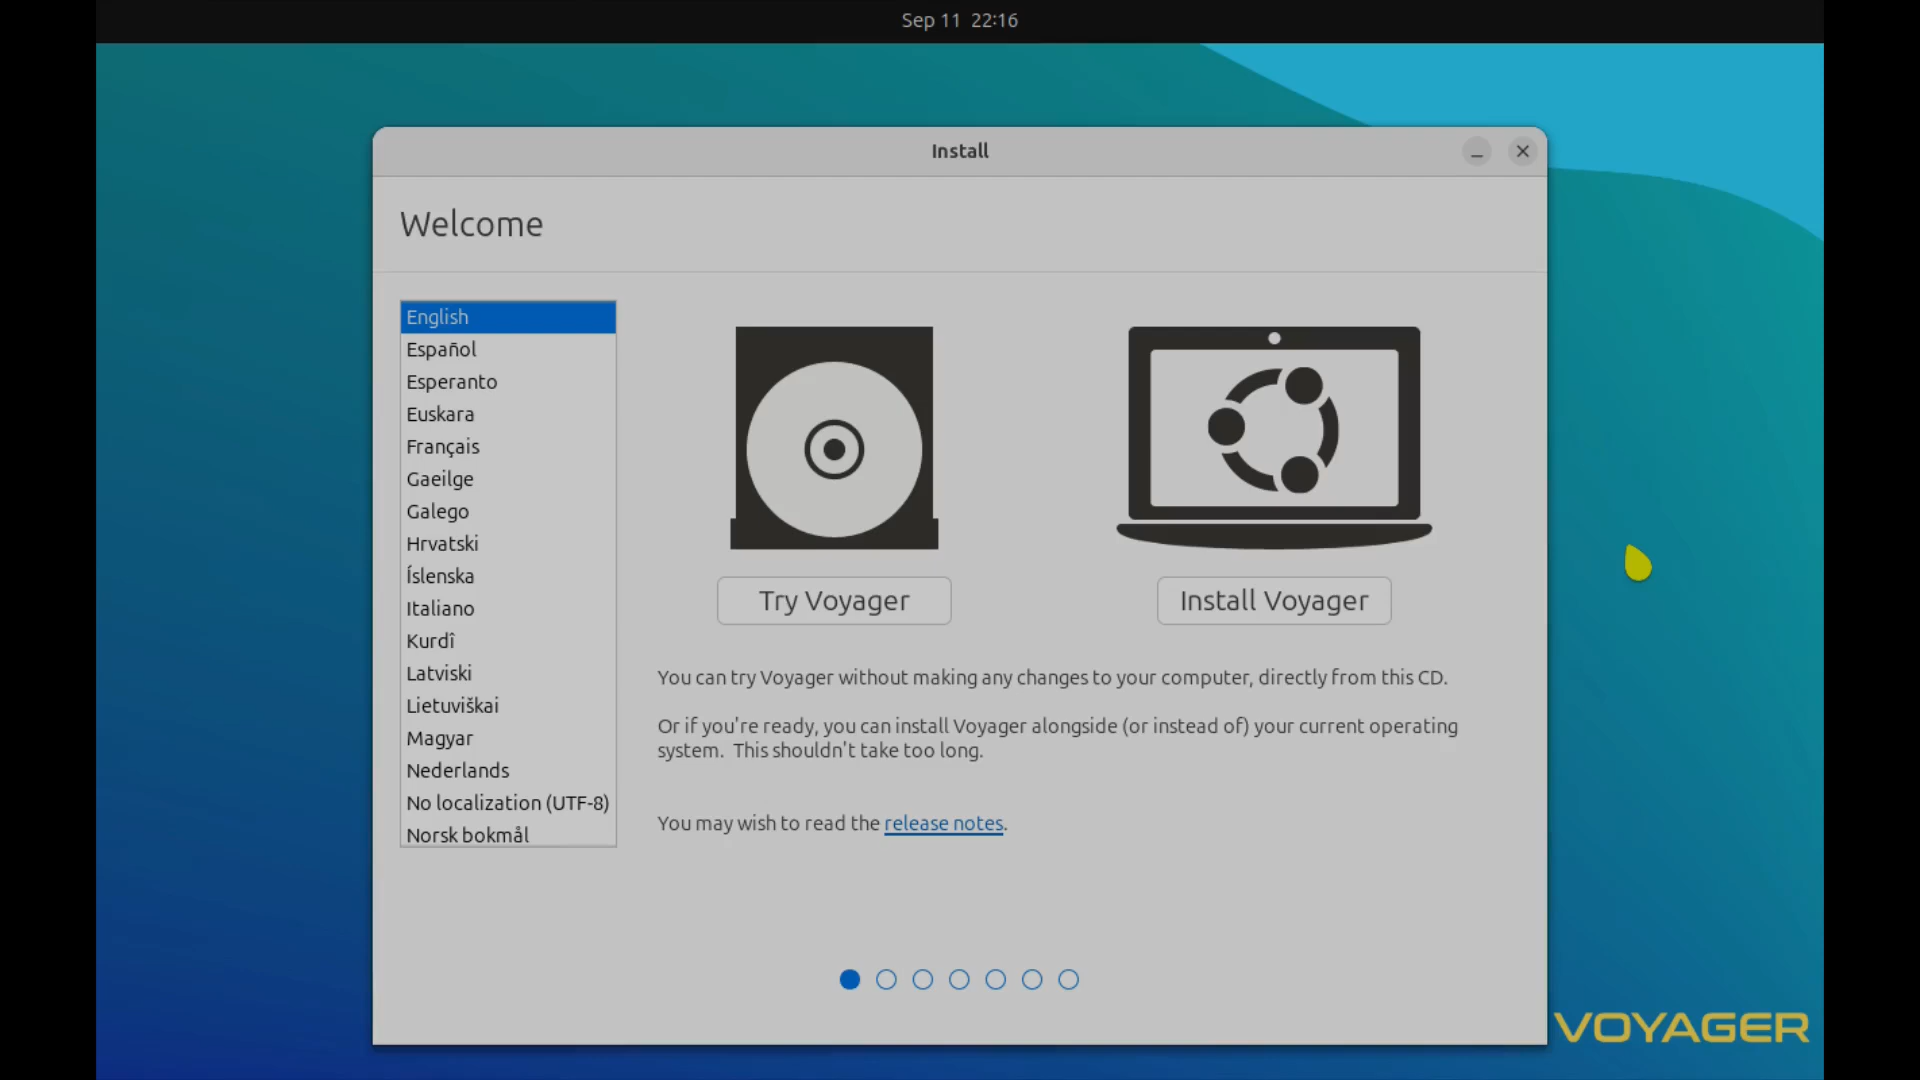 Sep 11 22:16
Install
Welcome
English
Español
Esperanto
Euskara
Français
Gaeilge
Galego
Hrvatski
Íslenska
Italiano
Kurdî
Latviski
Lietuviškai
Magyar
Nederlands
No localization (UTF-8)
Norsk bokmål
Try Voyager
Install Voyager
You can try Voyager without making any changes to your computer, directly from this CD.
Or if you're ready, you can install Voyager alongside (or instead of) your current operating
system. This shouldn't take too long.
You may wish to read the release notes.
VOYAGER